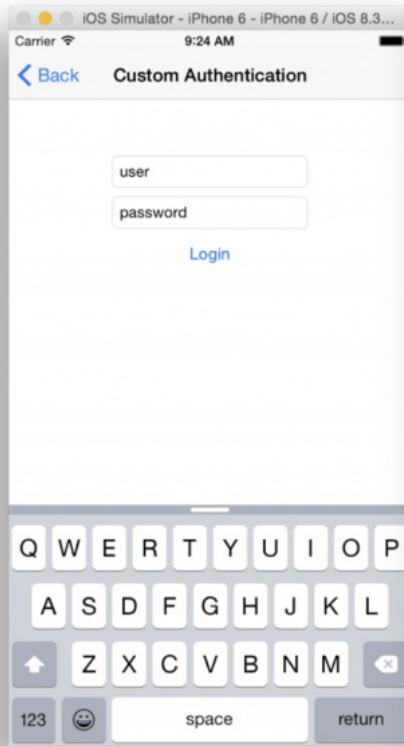 iOS Simulator - iPhone 6 - iPhone 6 / iOS 8.3...
Carrier 9:24 AM
Back Custom Authentication
user
password
Login
Q W E R T Y U I O P
A S D F G H J K L
Z X C V B N M
123 space return